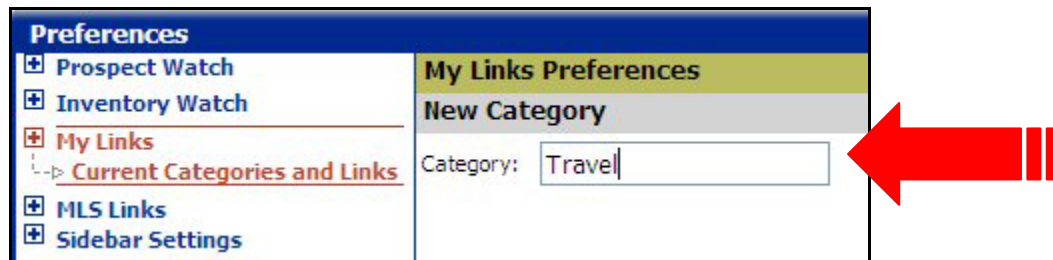 Preferences
Prospect Watch
Inventory Watch
My Links
Current Categories and Links
MLS Links
Sidebar Settings
My Links Preferences
New Category
Category: Travel